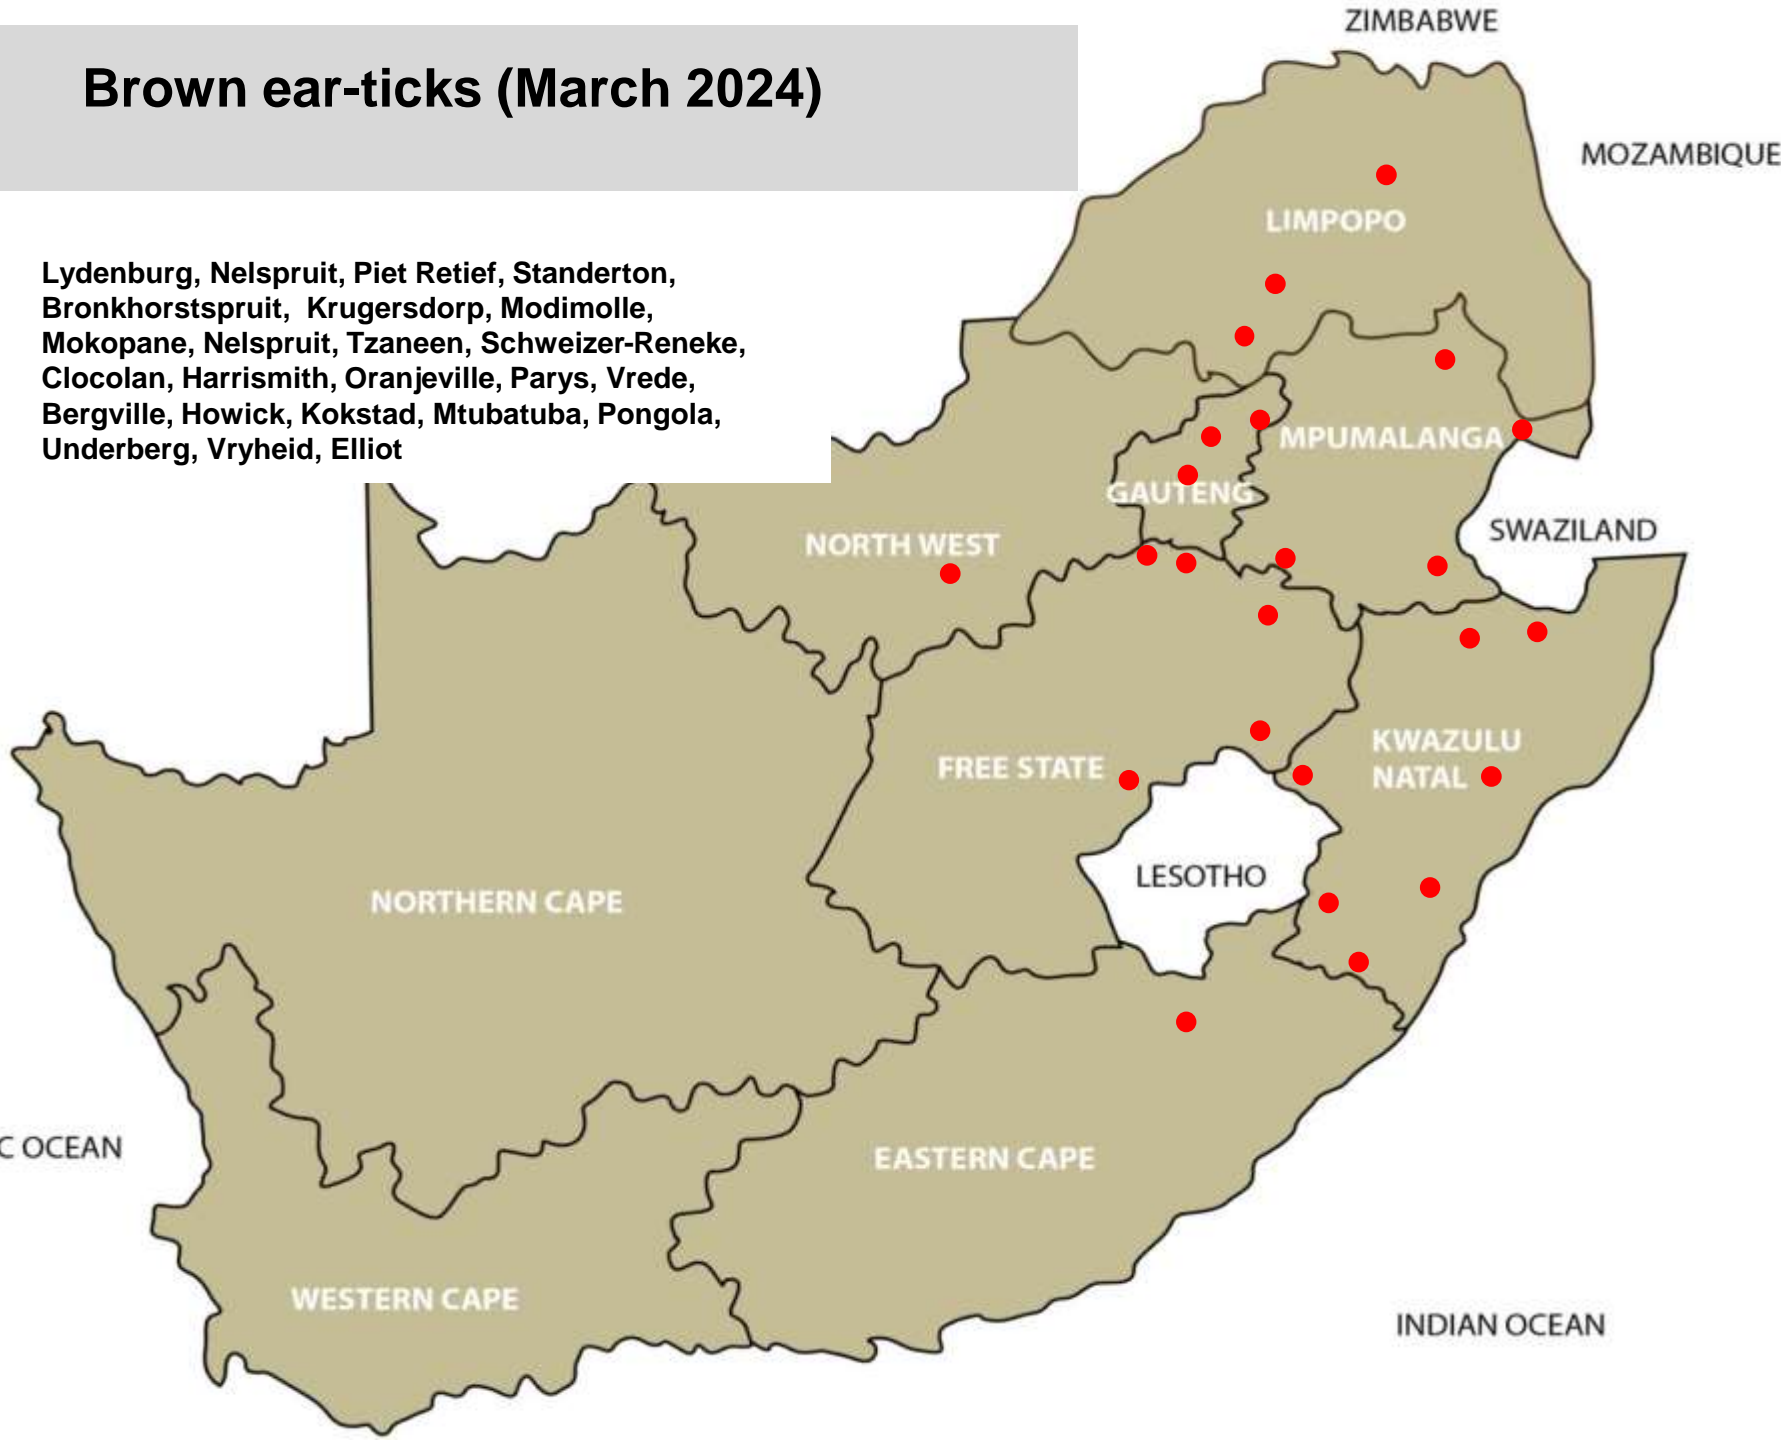 ZIMBABWE
Brown ear-ticks (March 2024)
MOZAMBIQUE
LIMPOPO
Lydenburg, Nelspruit, Piet Retief, Standerton,
Bronkhorstspruit, Krugersdorp, Modimolle,
Mokopane, Nelspruit, Tzaneen, Schweizer-Reneke,
Clocolan, Harrismith, Oranjeville, Parys, Vrede,
Bergville, Howick, Kokstad, Mtubatuba, Pongola,
Underberg, Vryheid, Elliot
MPUMALANGA
GAUTENG
SWAZILAND
NORTH WEST
KWAZULU
NATAL
FREE STATE
LESOTHO
NORTHERN CAPE
C OCEAN
EASTERN CAPE
WESTERN CAPE
INDIAN OCEAN